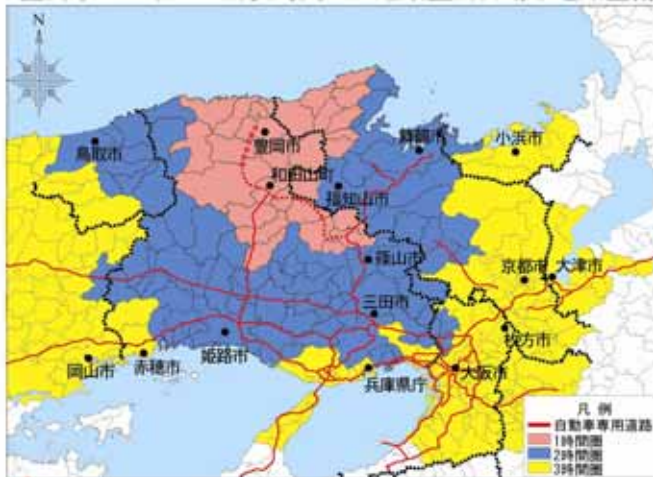 N
豊岡市
鳥取市
舞鶴市
小浜市
和田山町
福知山市
篠山市
京都市
大津市
三田市
姫路市
枚方市
岡山市
赤穂市
兵庫県庁
大阪市
凡 例
自動車専用道路
1時間圏
2時間圏
3時間圏